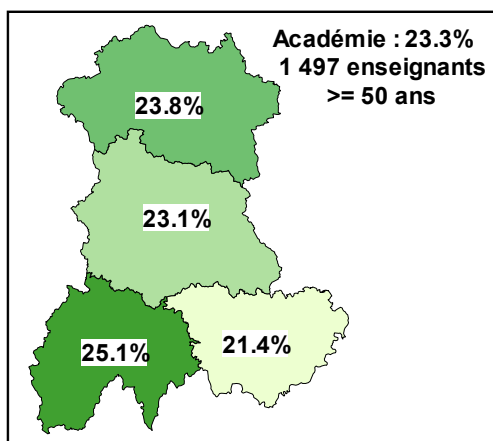 Académie : 23.3%
1 497 enseignants
>= 50 ans
23.8%
23.1%
25.1%
21.4%